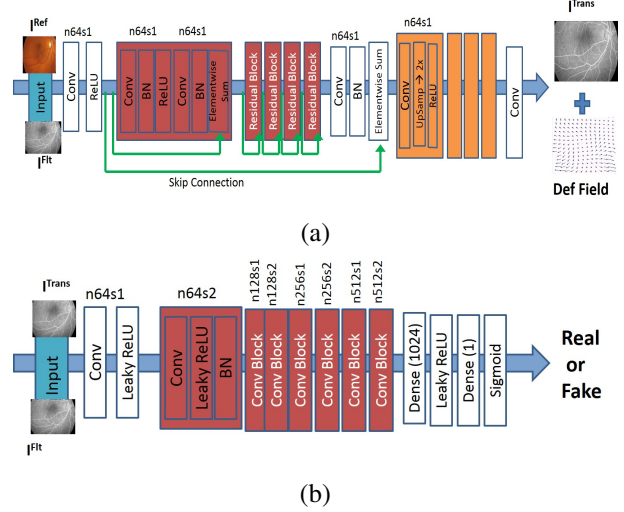 I^Trans
I^Ref
n64s1
n64s1
n64s1
n64s1
Input
Conv
ReLU
Conv
BN
ReLU
Conv
BN
Elementwise Sum
Residual Block
Residual Block
Residual Block
Residual Block
Conv
BN
Elementwise Sum
Conv
UpSamp → 2x
ReLU
Conv
I^Flt
Skip Connection
Def Field
(a)
I^Trans
n64s1
n64s2
n128s1
n128s2
n256s1
n256s2
n512s1
n512s2
Input
Conv
Leaky ReLU
Conv
Leaky ReLU
BN
Conv Block
Conv Block
Conv Block
Conv Block
Conv Block
Conv Block
Dense (1024)
Leaky ReLU
Dense (1)
Sigmoid
Real
or
Fake
I^Flt
(b)